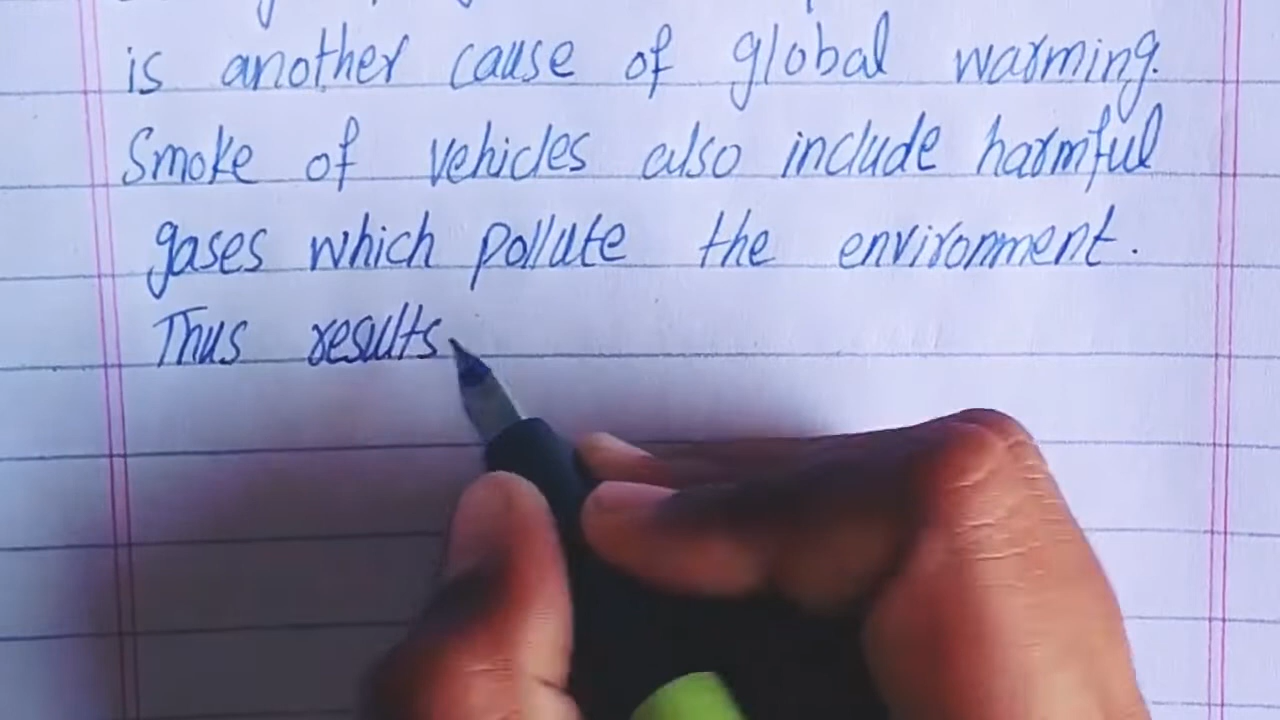 is another cause of global warming.
Smoke of vehicles also include harmful
gases which pollute the environment.
Thus results